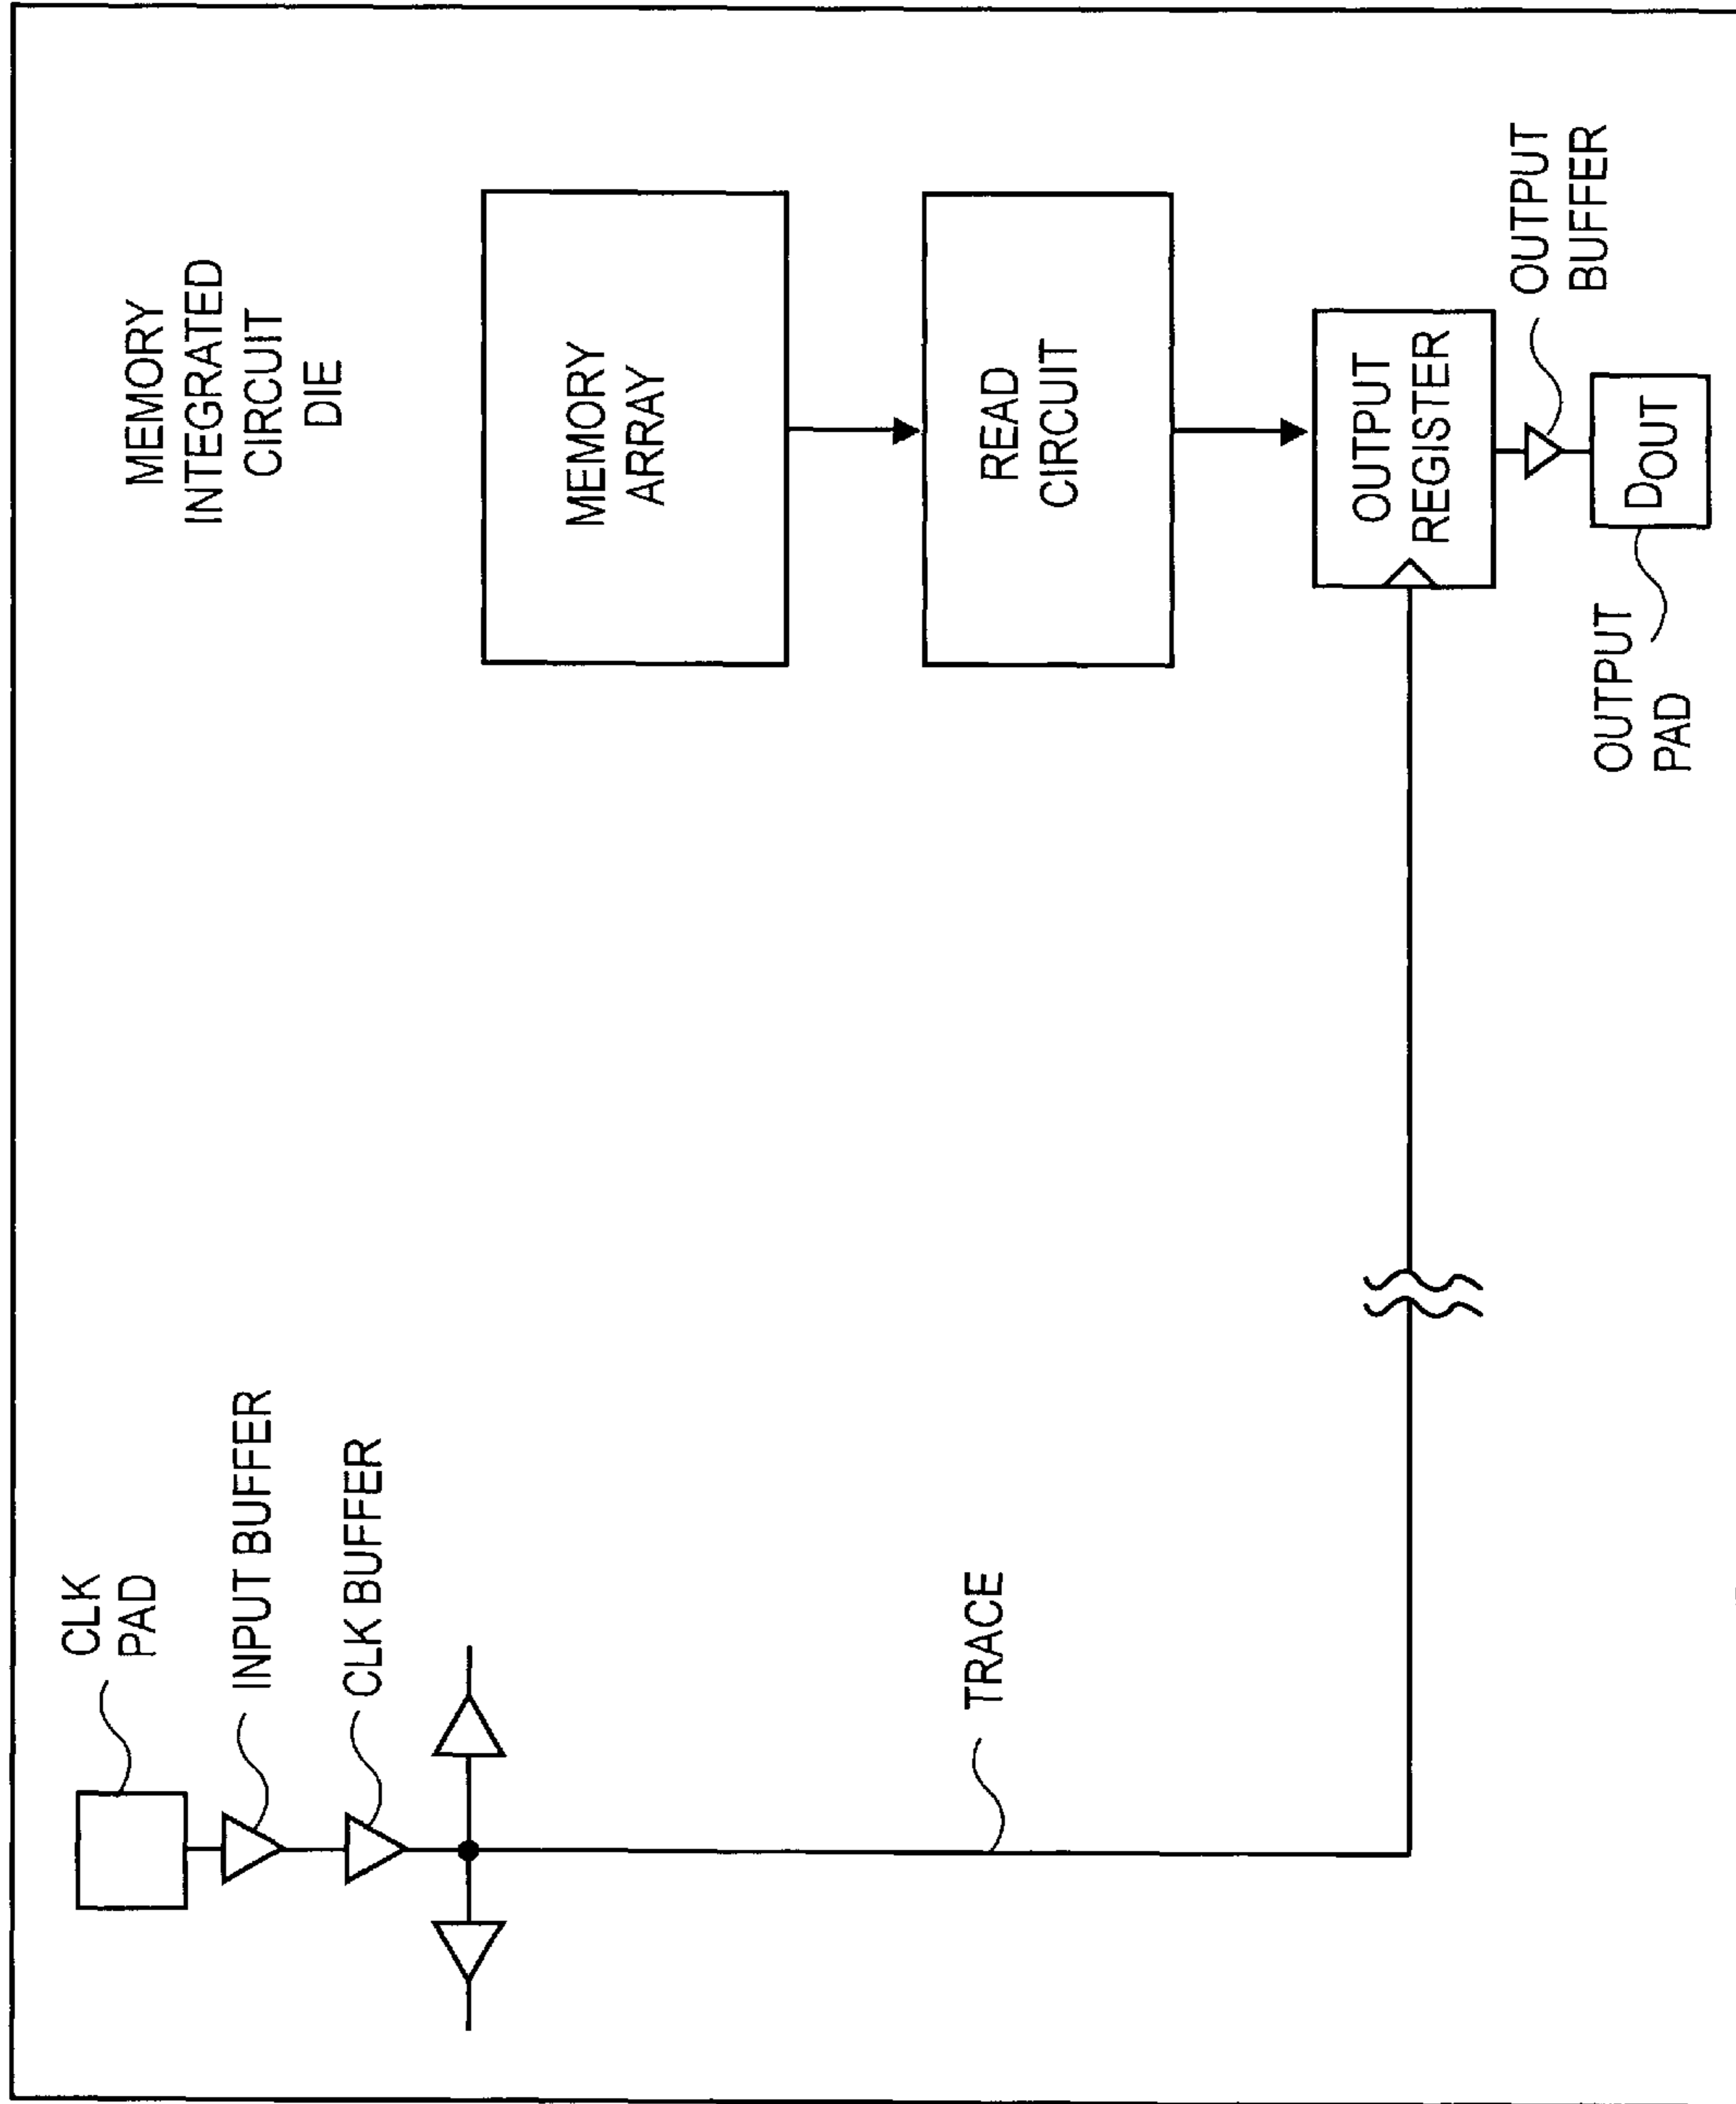 CLK
PAD
INPUT BUFFER
CLK BUFFER
TRACE
MEMORY
INTEGRATED
CIRCUIT
DIE
MEMORY
ARRAY
READ
CIRCUIT
OUTPUT
REGISTER
OUTPUT
BUFFER
OUTPUT
PAD
DOUT